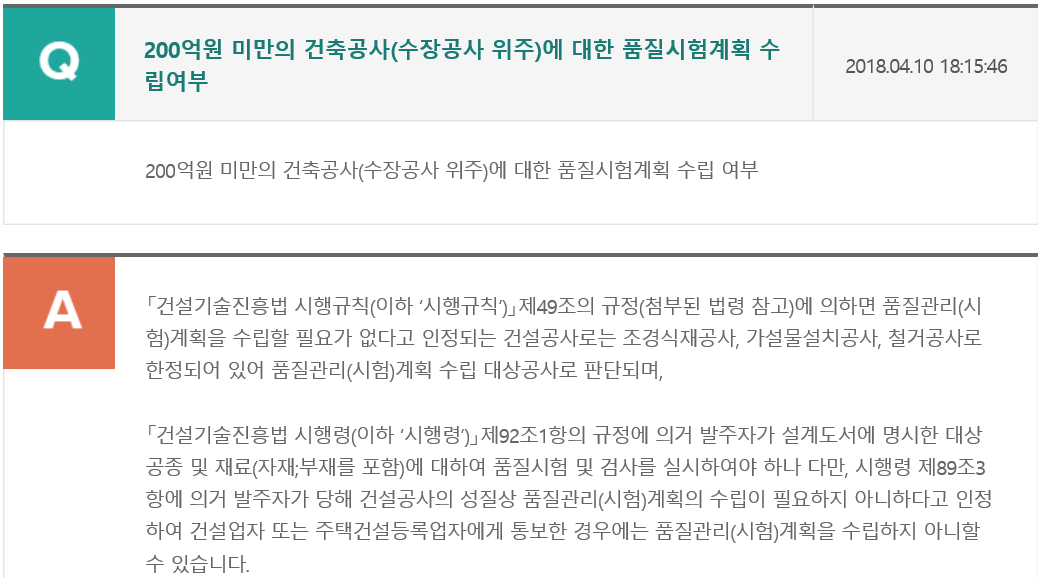 Q
200억원 미만의 건축공사(수장공사 위주)에 대한 품질시험계획 수
립여부
2018.04.10 18:15:46
200억원 미만의 건축공사(수장공사 위주)에 대한 품질시험계획 수립 여부
A
「건설기술진흥법 시행규칙(이하 ‘시행규칙’)」제49조의 규정(첨부된 법령 참고)에 의하면 품질관리(시
험)계획을 수립할 필요가 없다고 인정되는 건설공사로는 조경식재공사, 가설물설치공사, 철거공사로
한정되어 있어 품질관리(시험)계획 수립 대상공사로 판단되며,
「건설기술진흥법 시행령(이하 ‘시행령’)」제92조1항의 규정에 의거 발주자가 설계도서에 명시한 대상
공종 및 재료(자재;부재를 포함)에 대하여 품질시험 및 검사를 실시하여야 하나 다만, 시행령 제89조3
항에 의거 발주자가 당해 건설공사의 성질상 품질관리(시험)계획의 수립이 필요하지 아니하다고 인정
하여 건설업자 또는 주택건설등록업자에게 통보한 경우에는 품질관리(시험)계획을 수립하지 아니할
수 있습니다.